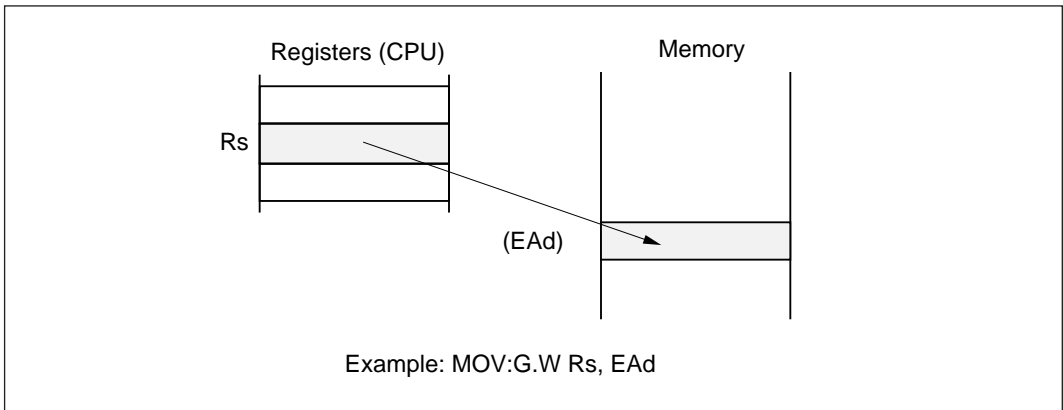 Registers (CPU)
Memory
Rs
(EAd)
Example: MOV:G.W Rs, EAd